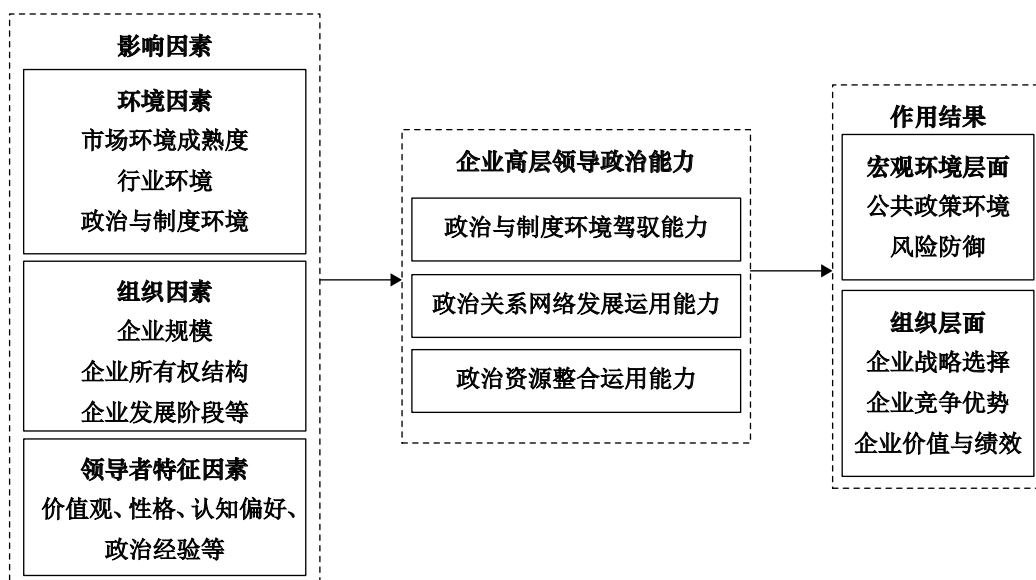 影响因素
环境因素
市场环境成熟度
行业环境
政治与制度环境
组织因素
企业规模
企业所有权结构
企业发展阶段等
领导者特征因素
价值观、性格、认知偏好、
政治经验等
企业高层领导政治能力
政治与制度环境驾驭能力
政治关系网络发展运用能力
政治资源整合运用能力
作用结果
宏观环境层面
公共政策环境
风险防御
组织层面
企业战略选择
企业竞争优势
企业价值与绩效